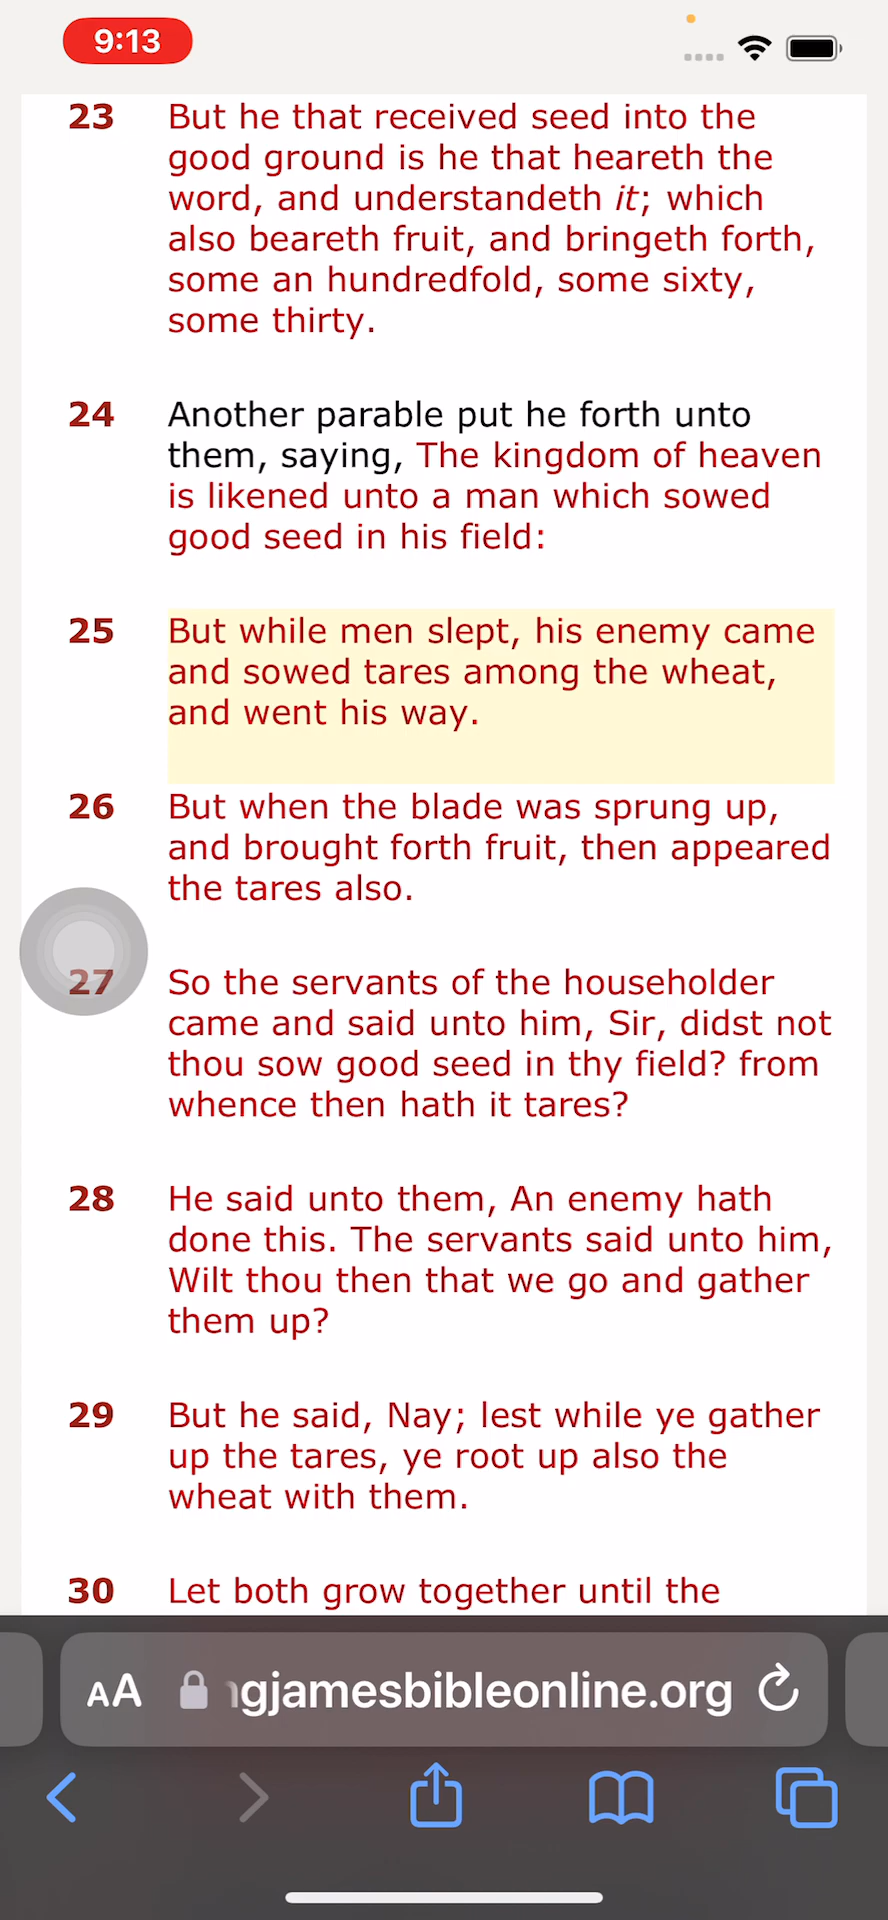 9:13
23 But he that received seed into the
good ground is he that heareth the
word, and understandeth it; which
also beareth fruit, and bringeth forth,
some an hundredfold, some sixty,
some thirty.
24 Another parable put he forth unto
them, saying, The kingdom of heaven
is likened unto a man which sowed
good seed in his field:
25 But while men slept, his enemy came
and sowed tares among the wheat,
and went his way.
26 But when the blade was sprung up,
and brought forth fruit, then appeared
the tares also.
27 So the servants of the householder
came and said unto him, Sir, didst not
thou sow good seed in thy field? from
whence then hath it tares?
28 He said unto them, An enemy hath
done this. The servants said unto him,
Wilt thou then that we go and gather
them up?
29 But he said, Nay; lest while ye gather
up the tares, ye root up also the
wheat with them.
30 Let both grow together until the
AA ngjamesbibleonline.org